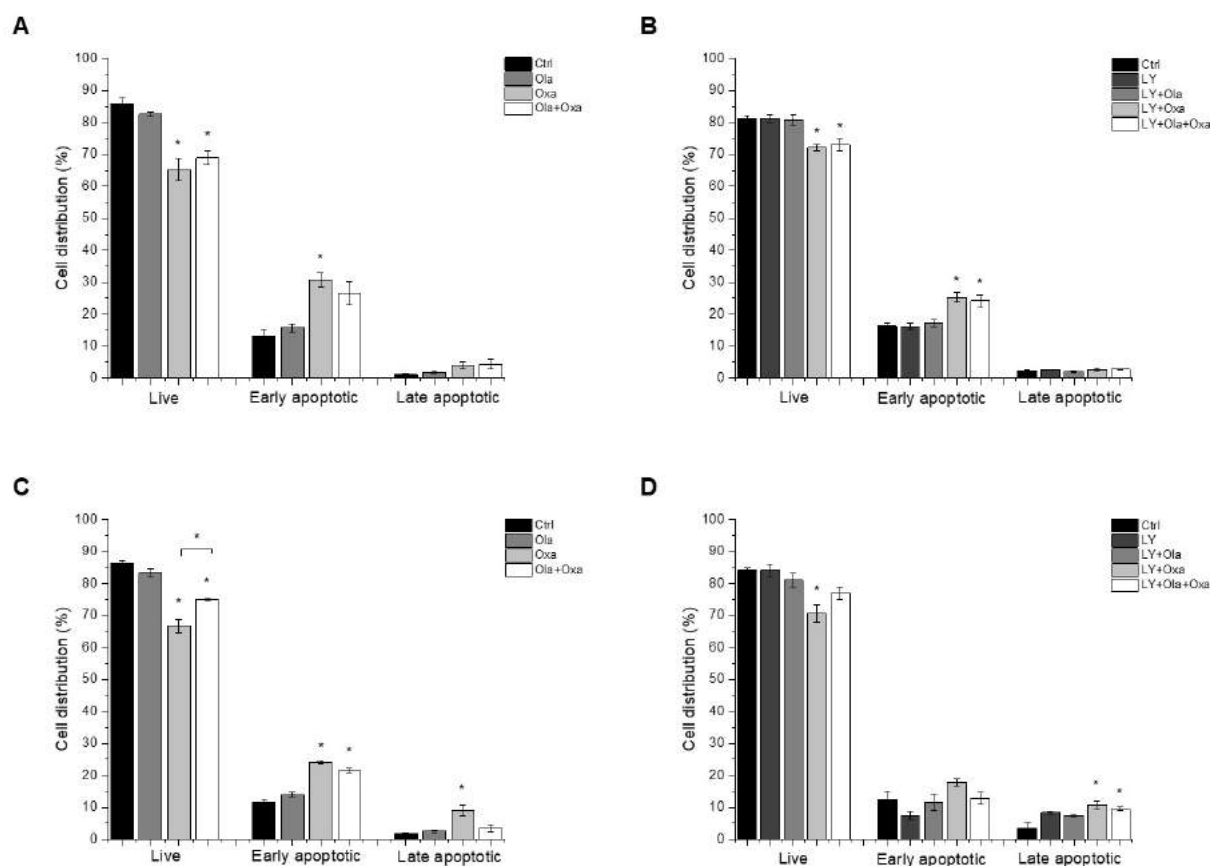 A
100
90
80
70
60
50
40
30
20
10
0
Cell distribution (%)
Live
Early apoptotic
Late apoptotic
Ctrl
Ola
Oxa
Ola+Oxa
*
*
*
B
100
90
80
70
60
50
40
30
20
10
0
Cell distribution (%)
Live
Early apoptotic
Late apoptotic
Ctrl
LY
LY+Ola
LY+Oxa
LY+Ola+Oxa
*
*
*
*
C
100
90
80
70
60
50
40
30
20
10
0
Cell distribution (%)
Live
Early apoptotic
Late apoptotic
Ctrl
Ola
Oxa
Ola+Oxa
*
*
*
*
*
*
D
100
90
80
70
60
50
40
30
20
10
0
Cell distribution (%)
Live
Early apoptotic
Late apoptotic
Ctrl
LY
LY+Ola
LY+Oxa
LY+Ola+Oxa
*
*
*